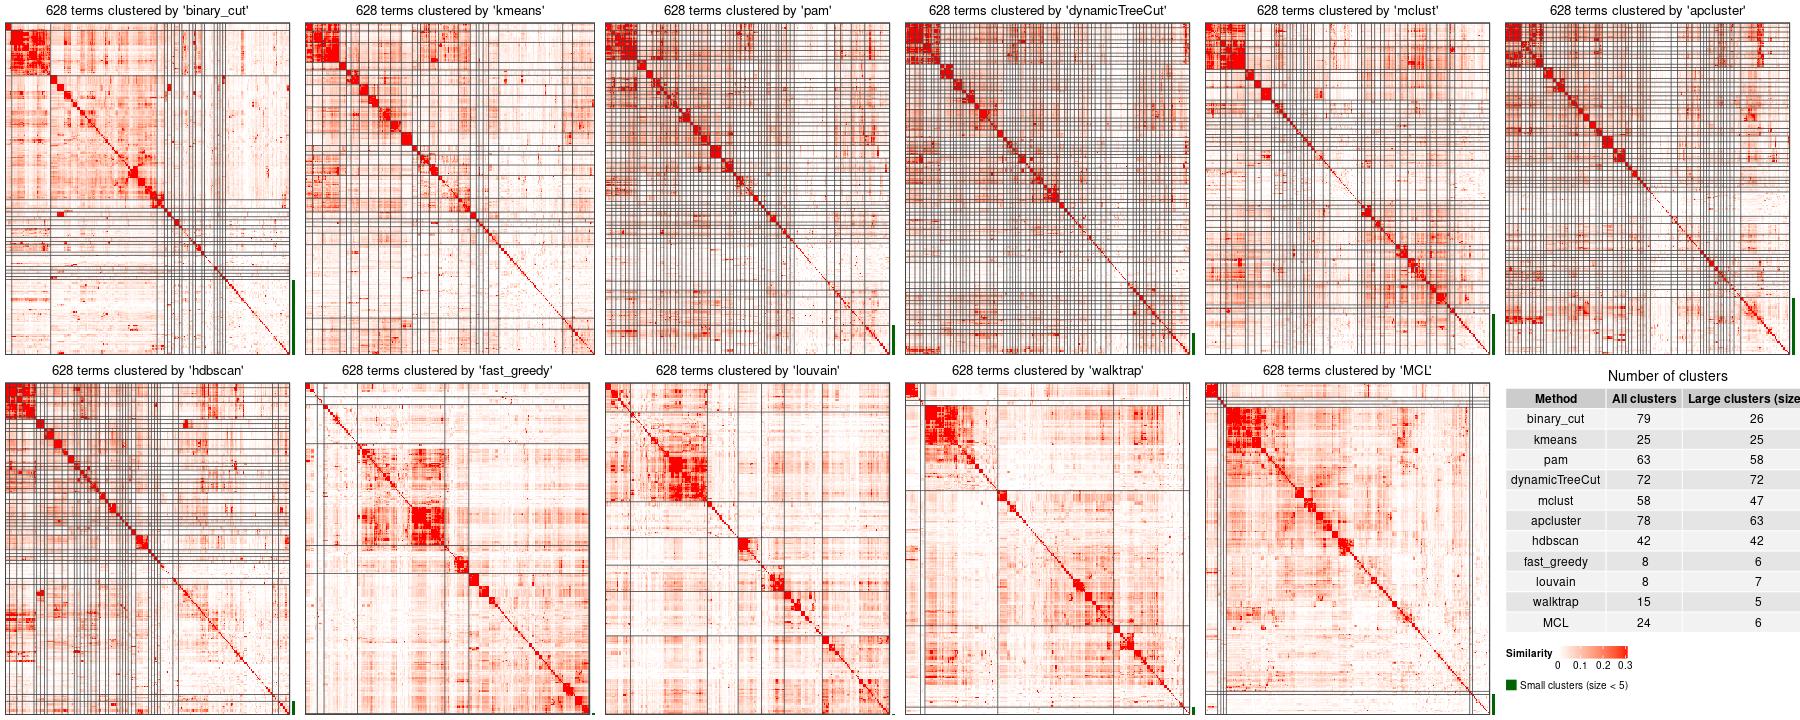 628 terms clustered by 'binary_cut'
628 terms clustered by 'kmeans'
628 terms clustered by 'pam'
628 terms clustered by 'dynamicTreeCut'
628 terms clustered by 'mclust'
628 terms clustered by 'apcluster'
628 terms clustered by 'hdbscan'
628 terms clustered by 'fast_greedy'
628 terms clustered by 'louvain'
628 terms clustered by 'walktrap'
628 terms clustered by 'MCL'
Number of clusters
Method All clusters Large clusters (size
binary_cut 79 26
kmeans 25 25
pam 63 58
dynamicTreeCut 72 72
mclust 58 47
apcluster 78 63
hdbscan 42 42
fast_greedy 8 6
louvain 8 7
walktrap 15 5
MCL 24 6
Similarity
0 0.1 0.2 0.3
Small clusters (size < 5)